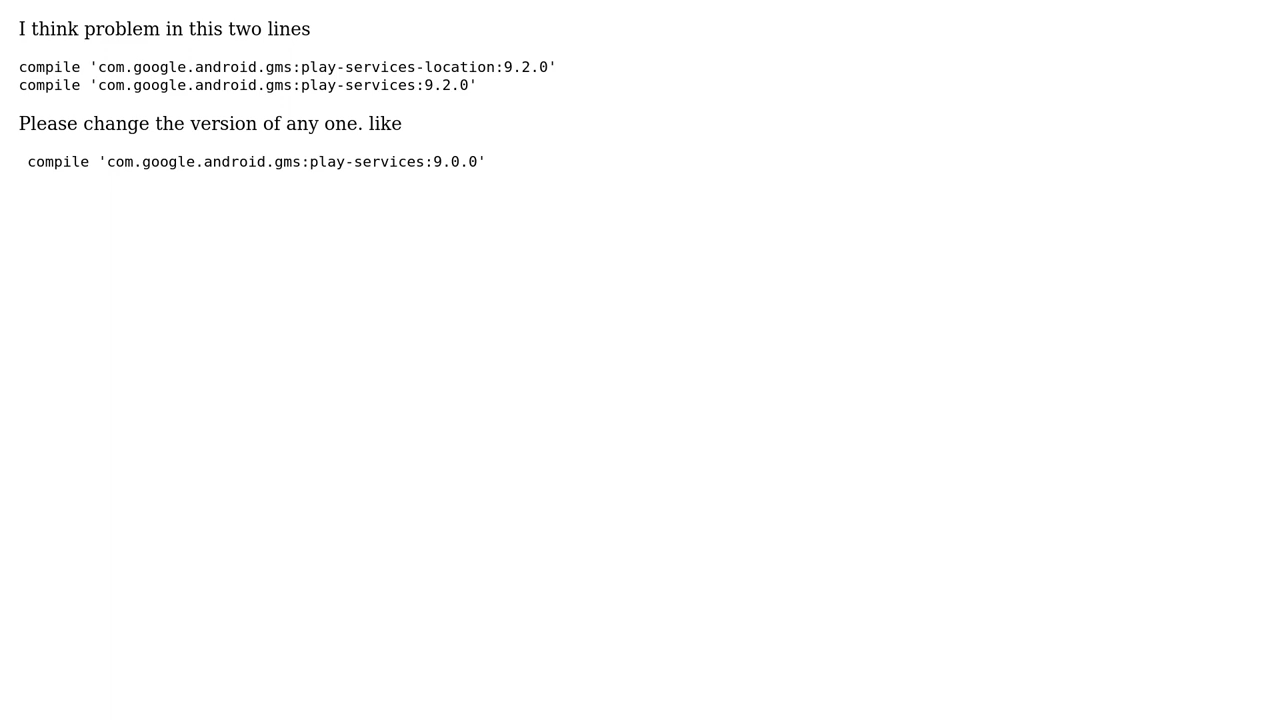 I think problem in this two lines
compile 'com.google.android.gms:play-services-location:9.2.0'
compile 'com.google.android.gms:play-services:9.2.0'
Please change the version of any one. like
compile 'com.google.android.gms:play-services:9.0.0'